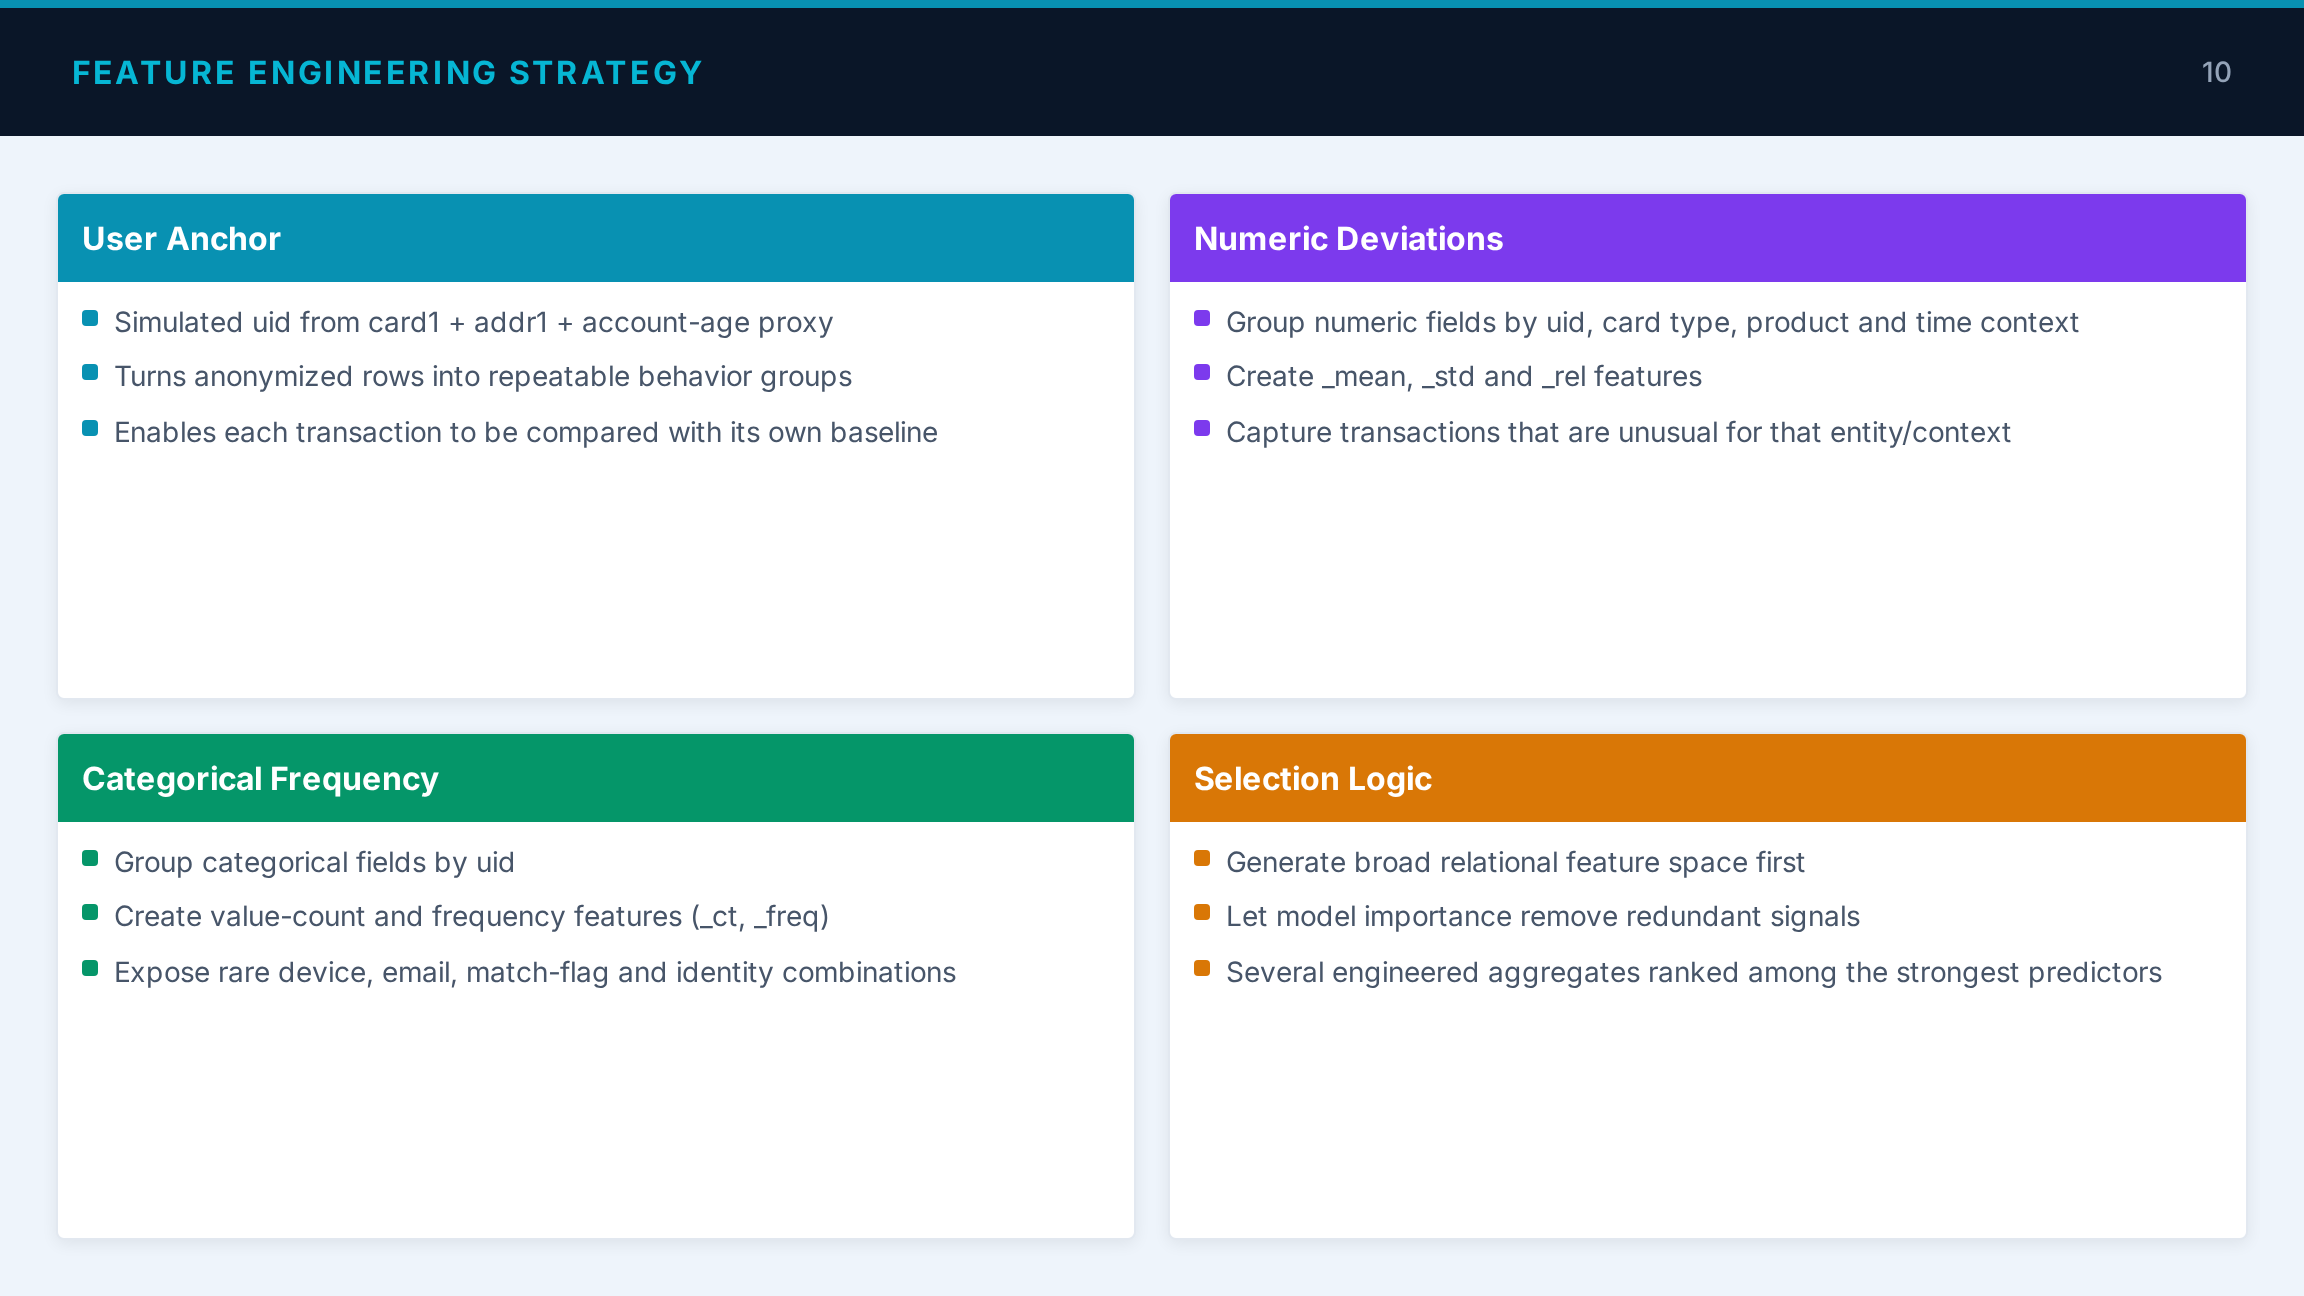 FEATURE ENGINEERING STRATEGY
10
User Anchor
Simulated uid from card1 + addr1 + account-age proxy
Turns anonymized rows into repeatable behavior groups
Enables each transaction to be compared with its own baseline
Numeric Deviations
Group numeric fields by uid, card type, product and time context
Create _mean, _std and _rel features
Capture transactions that are unusual for that entity/context
Categorical Frequency
Group categorical fields by uid
Create value-count and frequency features (_ct, _freq)
Expose rare device, email, match-flag and identity combinations
Selection Logic
Generate broad relational feature space first
Let model importance remove redundant signals
Several engineered aggregates ranked among the strongest predictors